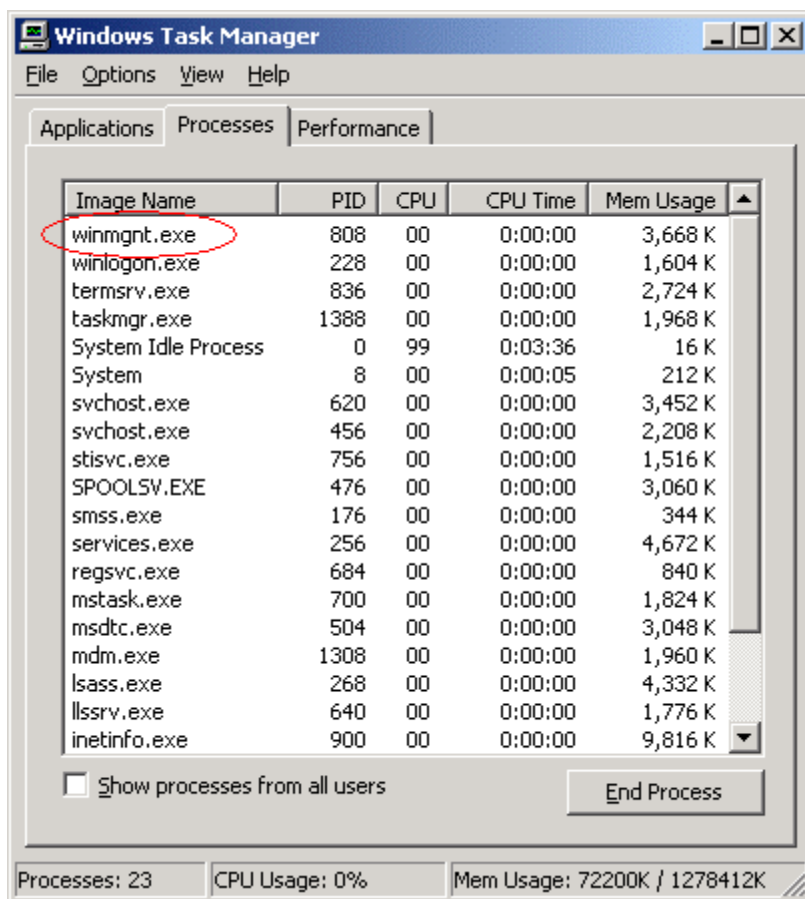 Windows Task Manager
File Options View Help
Applications Processes Performance
Image Name PID CPU CPU Time Mem Usage
winmgnt.exe 808 00 0:00:00 3,668 K
winlogon.exe 228 00 0:00:00 1,604 K
termsrv.exe 836 00 0:00:00 2,724 K
taskmgr.exe 1388 00 0:00:00 1,968 K
System Idle Process 0 99 0:03:36 16 K
System 8 00 0:00:05 212 K
svchost.exe 620 00 0:00:00 3,452 K
svchost.exe 456 00 0:00:00 2,208 K
stisvc.exe 756 00 0:00:00 1,516 K
SPOOLSV.EXE 476 00 0:00:00 3,060 K
smss.exe 176 00 0:00:00 344 K
services.exe 256 00 0:00:00 4,672 K
regsvc.exe 684 00 0:00:00 840 K
mstask.exe 700 00 0:00:00 1,824 K
msdtc.exe 504 00 0:00:00 3,048 K
mdm.exe 1308 00 0:00:00 1,960 K
lsass.exe 268 00 0:00:00 4,332 K
llssrv.exe 640 00 0:00:00 1,776 K
inetinfo.exe 900 00 0:00:00 9,816 K
Show processes from all users
End Process
Processes: 23 CPU Usage: 0% Mem Usage: 72200K / 1278412K